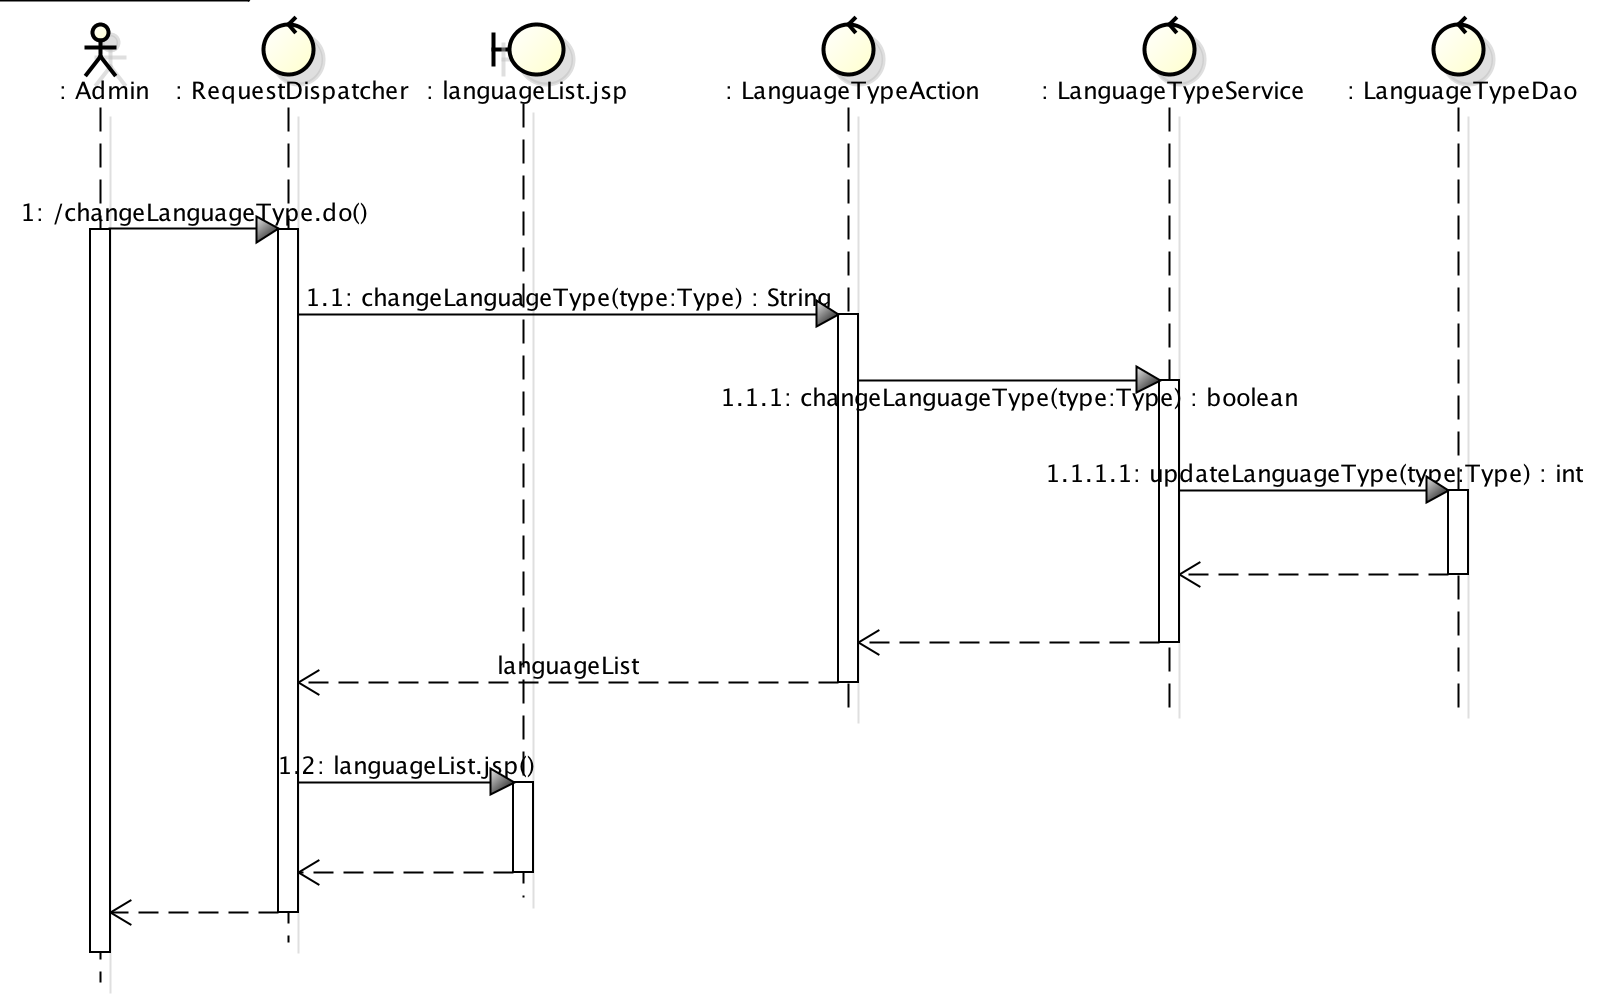 : Admin
: RequestDispatcher
: languageList.jsp
: LanguageTypeAction
: LanguageTypeService
: LanguageTypeDao
1: /changeLanguageType.do()
1.1: changeLanguageType(type:Type) : String
1.1.1: changeLanguageType(type:Type) : boolean
1.1.1.1: updateLanguageType(type:Type) : int
languageList
1.2: languageList.jsp()